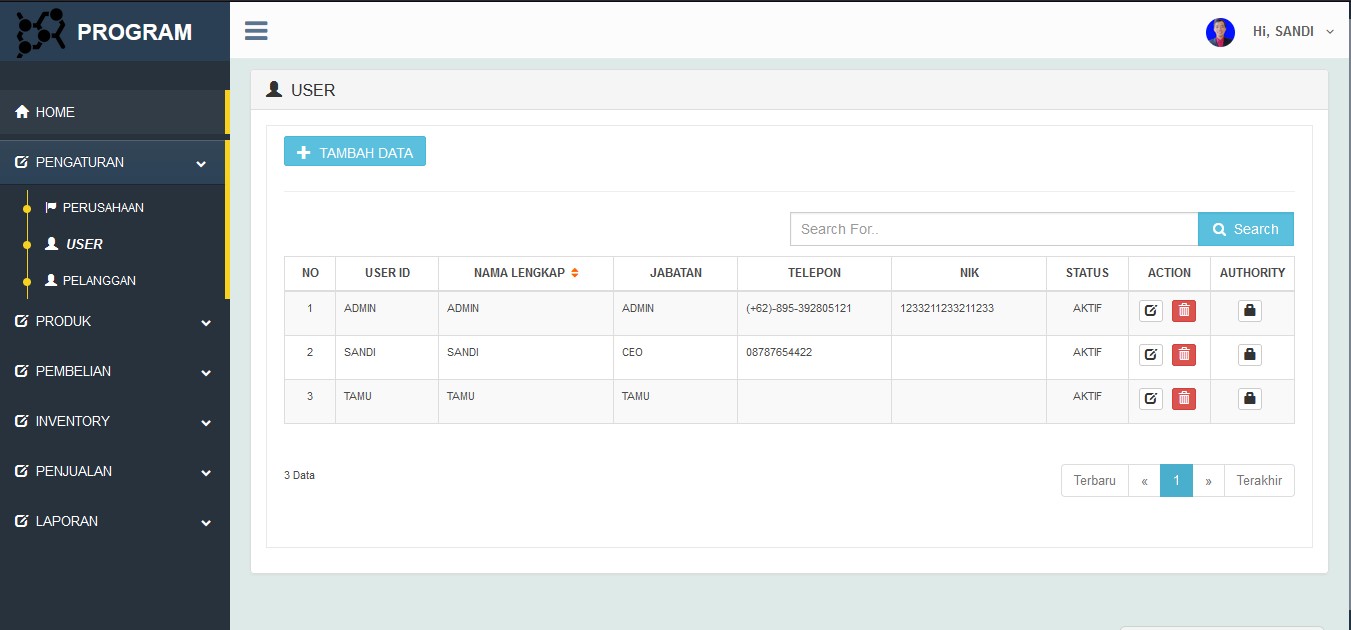 PROGRAM
Hi, SANDI
HOME
PENGATURAN
PERUSAHAAN
USER
PELANGGAN
PRODUK
PEMBELIAN
INVENTORY
PENJUALAN
LAPORAN
USER
TAMBAH DATA
Search For.. Search
NO USER ID NAMA LENGKAP JABATAN TELEPON NIK STATUS ACTION AUTHORITY
1 ADMIN ADMIN ADMIN (+62)-895-392805121 1233211233211233 AKTIF
2 SANDI SANDI CEO 08787654422 AKTIF
3 TAMU TAMU TAMU AKTIF
3 Data
Terbaru « 1 » Terakhir